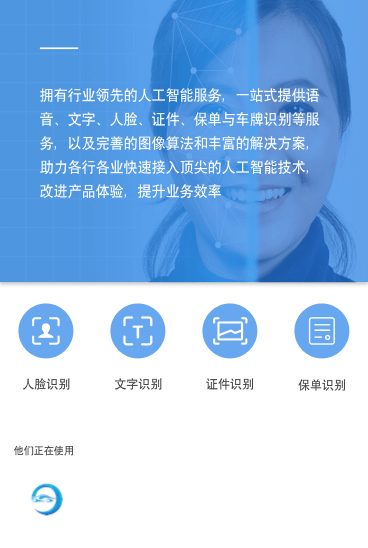 拥有行业领先的人工智能服务，一站式提供语
音、文字、人脸、证件、保单与车牌识别等服
务，以及完善的图像算法和丰富的解决方案，
助力各行各业快速接入顶尖的人工智能技术，
改进产品体验，提升业务效率
人脸识别 文字识别 证件识别 保单识别
他们正在使用